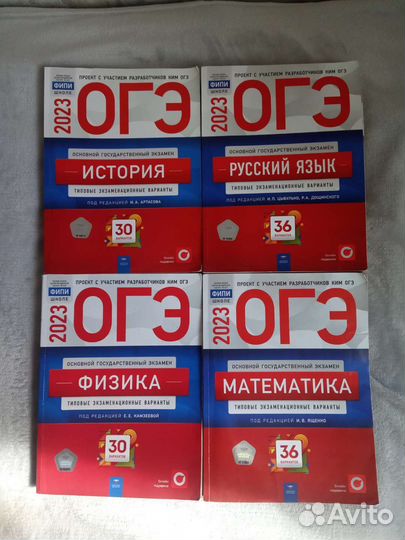 ФИПИ
ШКОЛЕ
ПРОЕКТ С УЧАСТИЕМ РАЗРАБОТЧИКОВ КИМ ОГЭ
2023
ОГЭ
ОСНОВНОЙ ГОСУДАРСТВЕННЫЙ ЭКЗАМЕН
ИСТОРИЯ
ТИПОВЫЕ ЭКЗАМЕНАЦИОННЫЕ ВАРИАНТЫ
ПОД РЕДАКЦИЕЙ И.А. АРТАСОВА
30
ВАРИАНТОВ
ФИПИ
ШКОЛЕ
ПРОЕКТ С УЧАСТИЕМ РАЗРАБОТЧИКОВ КИМ ОГЭ
2023
ОГЭ
ОСНОВНОЙ ГОСУДАРСТВЕННЫЙ ЭКЗАМЕН
РУССКИЙ ЯЗЫК
ТИПОВЫЕ ЭКЗАМЕНАЦИОННЫЕ ВАРИАНТЫ
ПОД РЕДАКЦИЕЙ И.П. ЦЫБУЛЬКО, Р.А. ДОЩИНСКОГО
36
ВАРИАНТОВ
ФИПИ
ШКОЛЕ
ПРОЕКТ С УЧАСТИЕМ РАЗРАБОТЧИКОВ КИМ ОГЭ
2023
ОГЭ
ОСНОВНОЙ ГОСУДАРСТВЕННЫЙ ЭКЗАМЕН
ФИЗИКА
ТИПОВЫЕ ЭКЗАМЕНАЦИОННЫЕ ВАРИАНТЫ
ПОД РЕДАКЦИЕЙ Е.Е. КАМЗЕЕВОЙ
30
ВАРИАНТОВ
Онлайн-
поддержка
ФИПИ
ШКОЛЕ
ПРОЕКТ С УЧАСТИЕМ РАЗРАБОТЧИКОВ КИМ ОГЭ
2023
ОГЭ
ОСНОВНОЙ ГОСУДАРСТВЕННЫЙ ЭКЗАМЕН
МАТЕМАТИКА
ТИПОВЫЕ ЭКЗАМЕНАЦИОННЫЕ ВАРИАНТЫ
ПОД РЕДАКЦИЕЙ И.В. ЯЩЕНКО
36
ВАРИАНТОВ
Avito